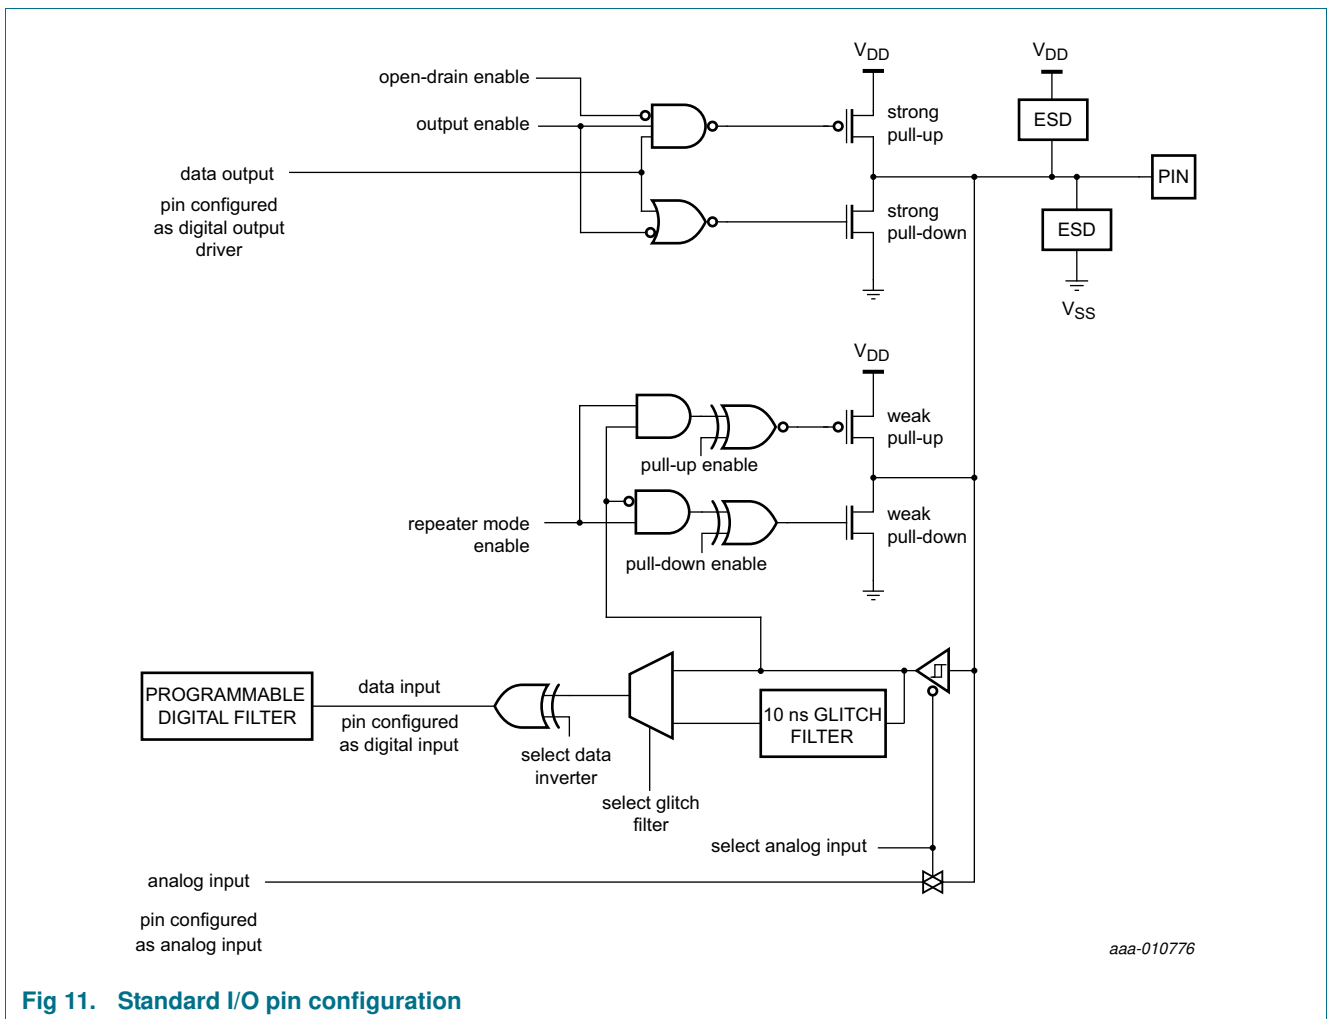 VDD
VDD
open-drain enable
output enable
data output
pin configured
as digital output
driver
strong
pull-up
ESD
PIN
strong
pull-down
ESD
VSS
VDD
weak
pull-up
pull-up enable
repeater mode
enable
weak
pull-down
pull-down enable
PROGRAMMABLE
DIGITAL FILTER
data input
pin configured
as digital input
select data
inverter
10 ns GLITCH
FILTER
select glitch
filter
select analog input
analog input
pin configured
as analog input
aaa-010776
Fig 11. Standard I/O pin configuration